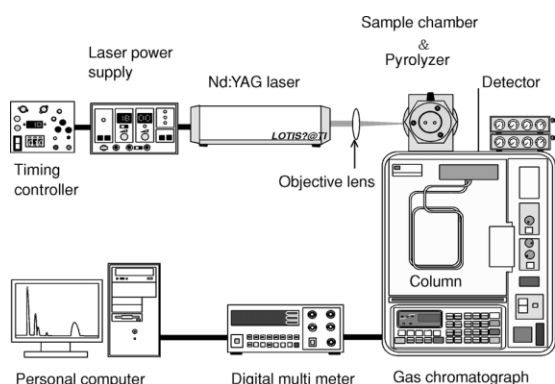 Sample chamber
&
Pyrolyzer
Laser power
supply
Nd:YAG laser
Detector
LOTIS?@TI
Timing
controller
Objective lens
Column
Personal computer
Digital multi meter
Gas chromatograph